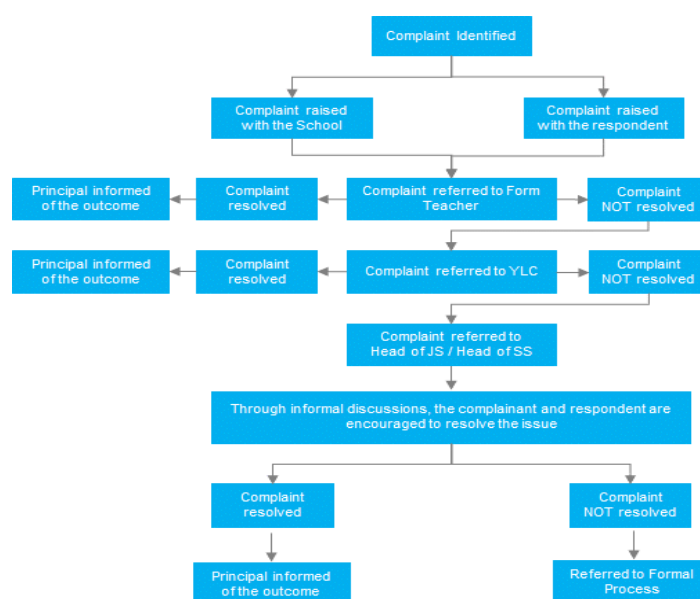 Complaint Identified
Complaint raised
with the School
Complaint raised
with the respondent
Principal informed
of the outcome
Complaint
resolved
Complaint referred to Form
Teacher
Complaint
NOT resolved
Principal informed
of the outcome
Complaint
resolved
Complaint referred to YLC
Complaint
NOT resolved
Complaint referred to
Head of JS / Head of SS
Through informal discussions, the complainant and respondent are
encouraged to resolve the issue
Complaint
resolved
Complaint
NOT resolved
Principal informed
of the outcome
Referred to Formal
Process